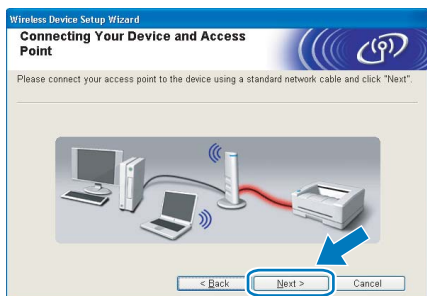 Wireless Device Setup Wizard
Connecting Your Device and Access
Point
Please connect your access point to the device using a standard network cable and click "Next".
< Back
Next >
Cancel